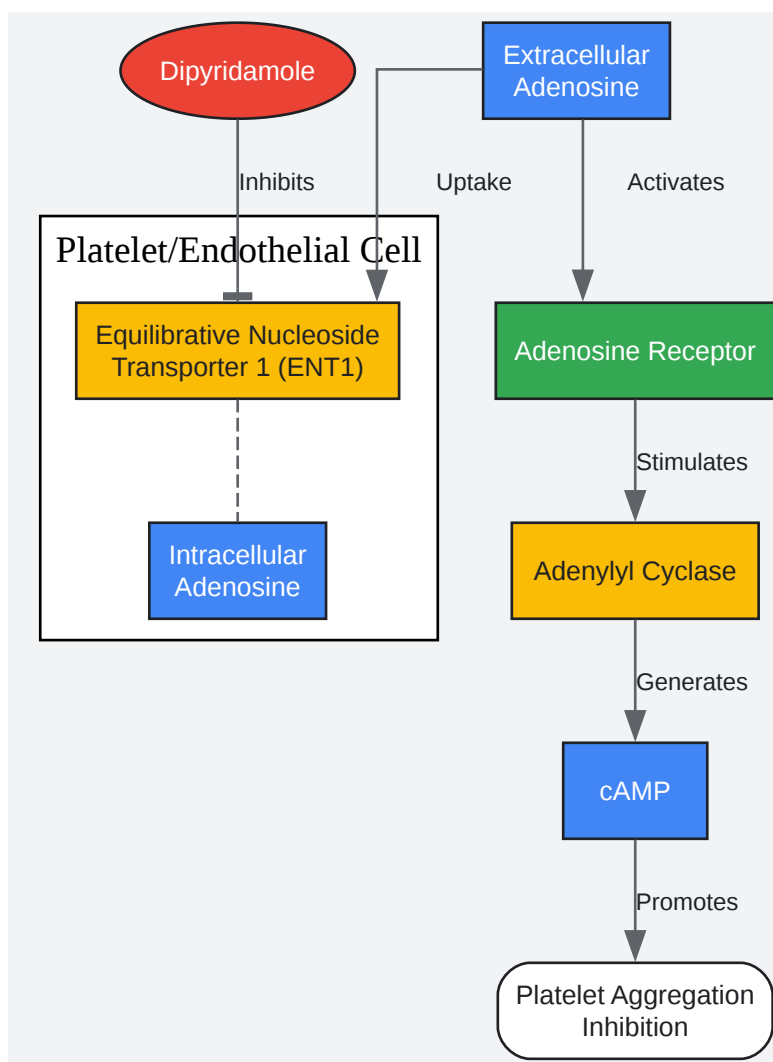 Dipyridamole
Extracellular
Adenosine
Inhibits
Uptake
Activates
Platelet/Endothelial Cell
Equilibrative Nucleoside
Transporter 1 (ENT1)
Adenosine Receptor
Stimulates
Intracellular
Adenosine
Adenylyl Cyclase
Generates
cAMP
Promotes
Platelet Aggregation
Inhibition